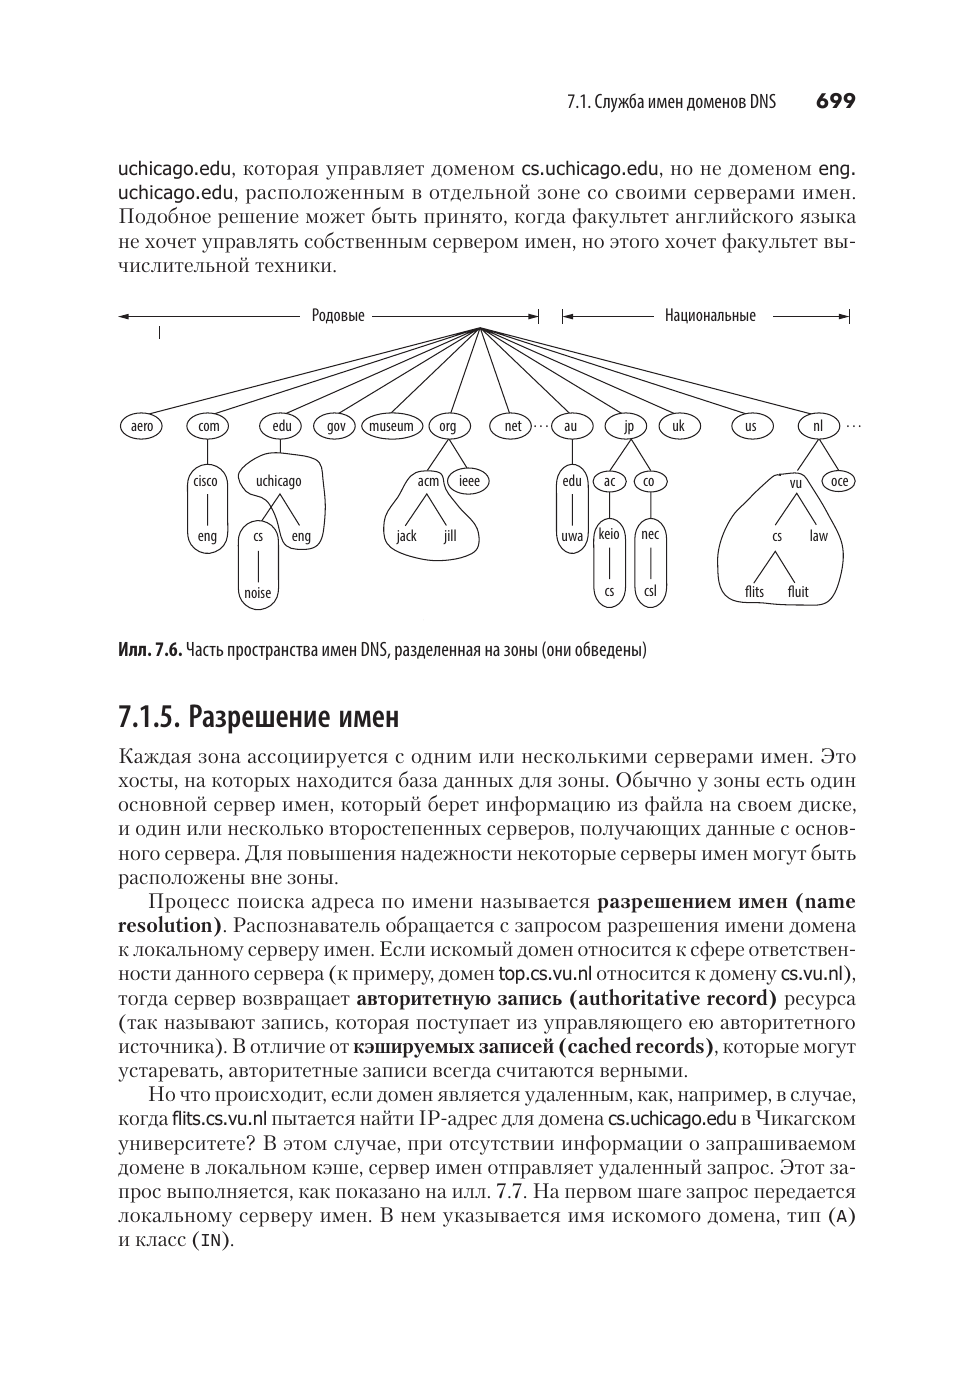 7.1. Служба имен доменов DNS 699
uchicago.edu, которая управляет доменом cs.uchicago.edu, но не доменом eng.
uchicago.edu, расположенным в отдельной зоне со своими серверами имен.
Подобное решение может быть принято, когда факультет английского языка
не хочет управлять собственным сервером имен, но этого хочет факультет вы-
числительной техники.
Родовые Национальные
aero com edu gov museum org net ··· au jp uk us nl ···
cisco uchicago acm ieee edu ac co vu oce
eng cs eng jack jill uwa keio nec cs law
noise cs csl flits fluit
Илл. 7.6. Часть пространства имен DNS, разделенная на зоны (они обведены)
7.1.5. Разрешение имен
Каждая зона ассоциируется с одним или несколькими серверами имен. Это
хосты, на которых находится база данных для зоны. Обычно у зоны есть один
основной сервер имен, который берет информацию из файла на своем диске,
и один или несколько второстепенных серверов, получающих данные с основ-
ного сервера. Для повышения надежности некоторые серверы имен могут быть
расположены вне зоны.
Процесс поиска адреса по имени называется разрешением имен (name
resolution). Распознаватель обращается с запросом разрешения имени домена
к локальному серверу имен. Если искомый домен относится к сфере ответствен-
ности данного сервера (к примеру, домен top.cs.vu.nl относится к домену cs.vu.nl),
тогда сервер возвращает авторитетную запись (authoritative record) ресурса
(так называют запись, которая поступает из управляющего ею авторитетного
источника). В отличие от кэшируемых записей (cached records), которые могут
устаревать, авторитетные записи всегда считаются верными.
Но что происходит, если домен является удаленным, как, например, в случае,
когда flits.cs.vu.nl пытается найти IP-адрес для домена cs.uchicago.edu в Чикагском
университете? В этом случае, при отсутствии информации о запрашиваемом
домене в локальном кэше, сервер имен отправляет удаленный запрос. Этот за-
прос выполняется, как показано на илл. 7.7. На первом шаге запрос передается
локальному серверу имен. В нем указывается имя искомого домена, тип (A)
и класс (IN).